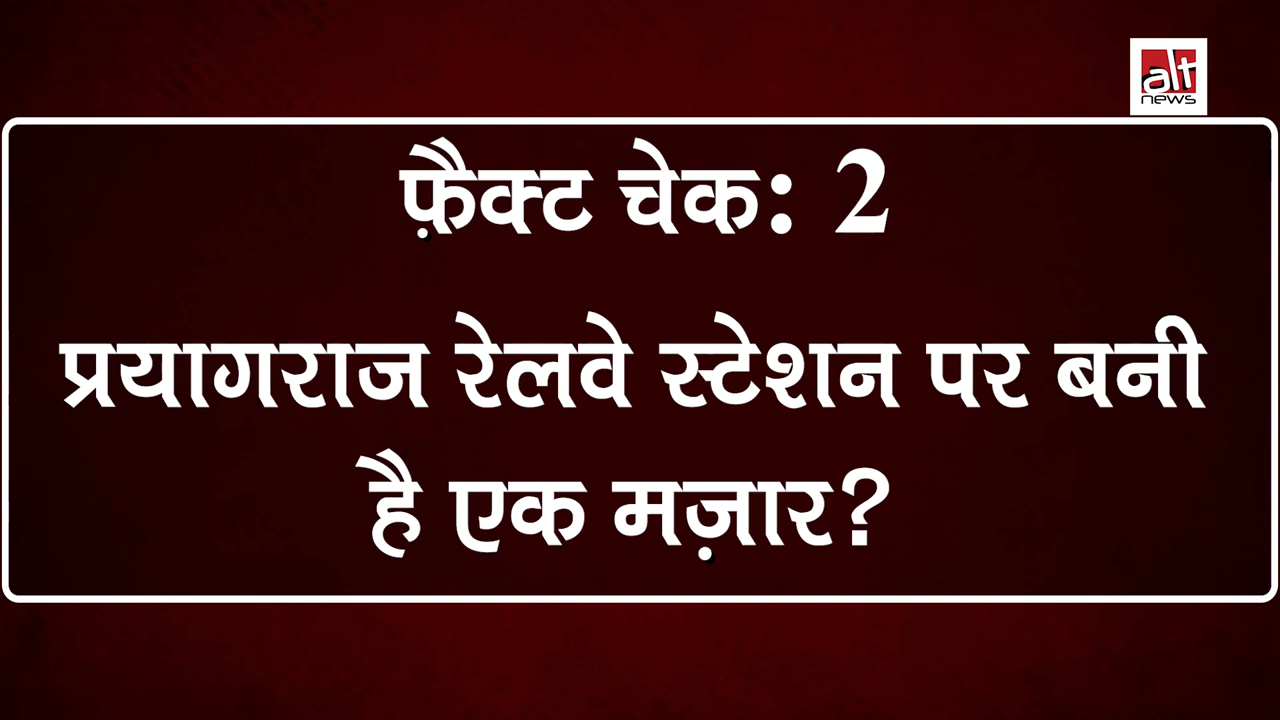 alt
news
फ़ैक्ट चेक: 2
प्रयागराज रेलवे स्टेशन पर बनी
है एक मज़ार?